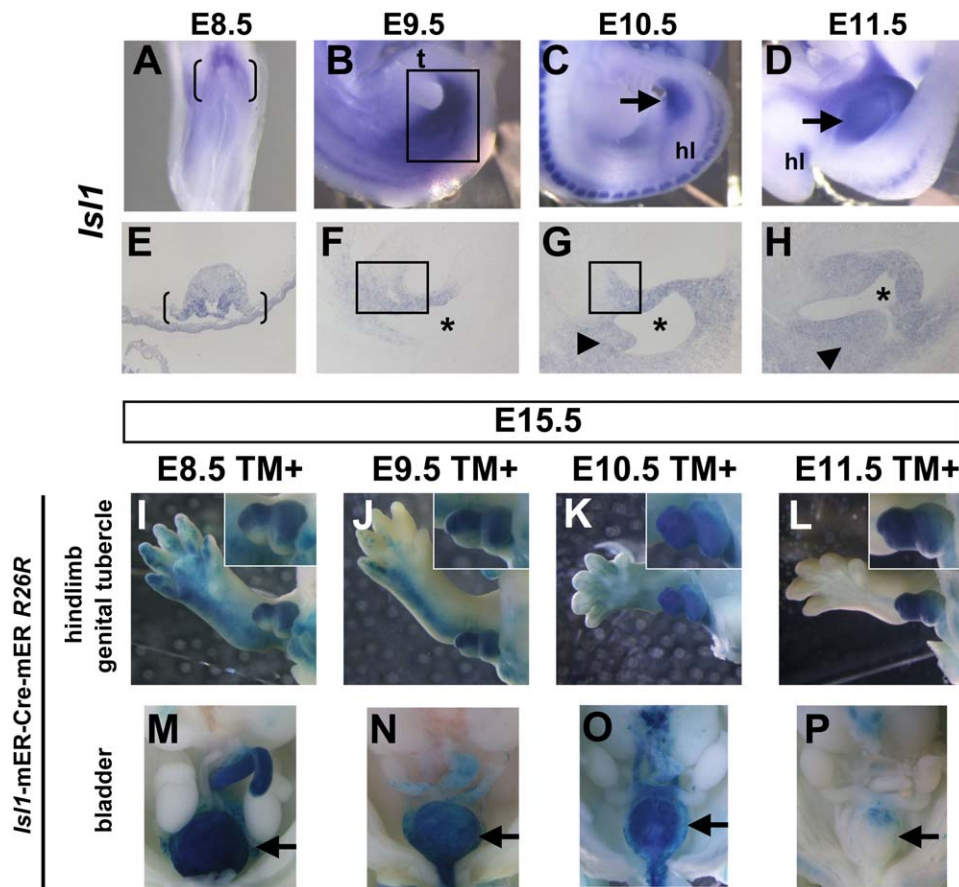 E8.5 E9.5 E10.5 E11.5
Isl1
A B t C hl D hl
E F * G * H *
E15.5
E8.5 TM+ E9.5 TM+ E10.5 TM+ E11.5 TM+
Isl1-mER-Cre-mER R26R
hindlimb
genital tubercle
I J K L
bladder
M N O P